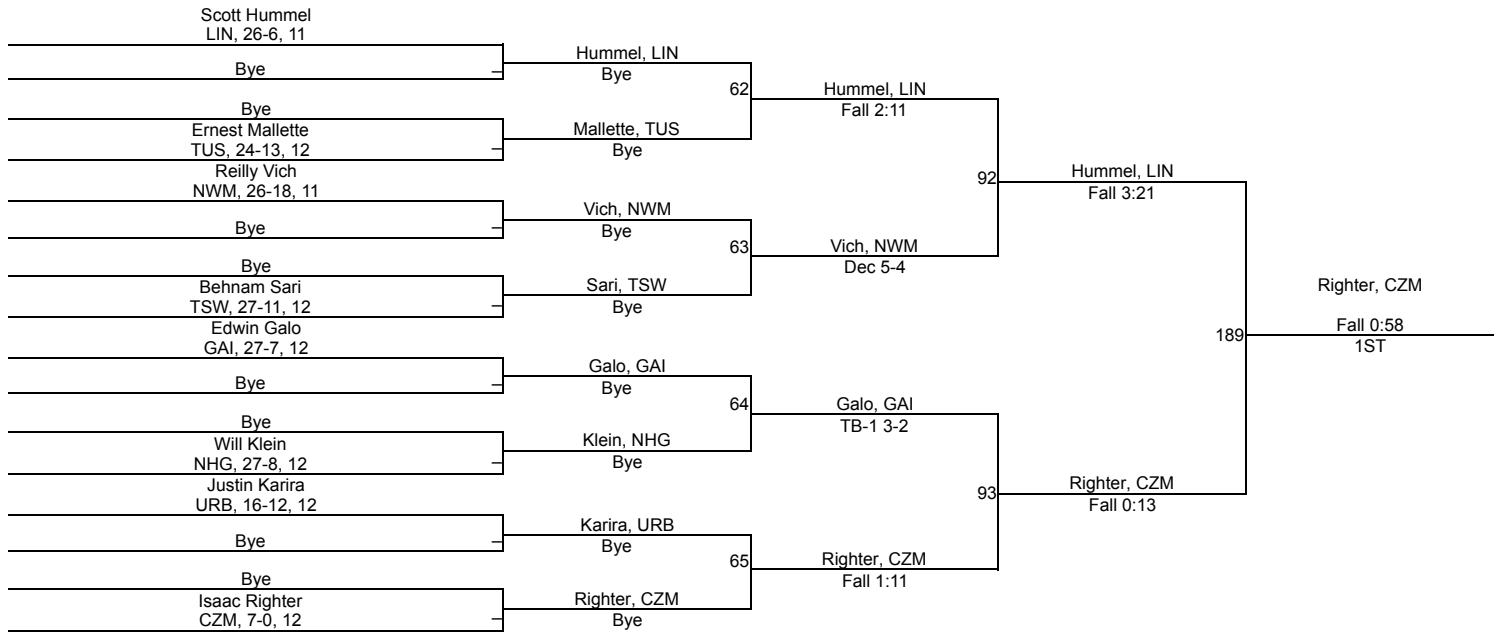 Scott Hummel
LIN, 26-6, 11
Bye
Bye
Ernest Mallette
TUS, 24-13, 12
Reilly Vich
NWM, 26-18, 11
Bye
Bye
Behnam Sari
TSW, 27-11, 12
Edwin Galo
GAI, 27-7, 12
Bye
Bye
Will Klein
NHG, 27-8, 12
Justin Karira
URB, 16-12, 12
Bye
Bye
Isaac Righter
CZM, 7-0, 12
Hummel, LIN
Bye
62
Mallette, TUS
Bye
Vich, NWM
Bye
63
Sari, TSW
Bye
Galo, GAI
Bye
64
Klein, NHG
Bye
Karira, URB
Bye
65
Righter, CZM
Bye
Hummel, LIN
Fall 2:11
92
Vich, NWM
Dec 5-4
Galo, GAI
TB-1 3-2
93
Righter, CZM
Fall 1:11
Hummel, LIN
Fall 3:21
189
Righter, CZM
Fall 0:13
Righter, CZM
Fall 0:58
1ST